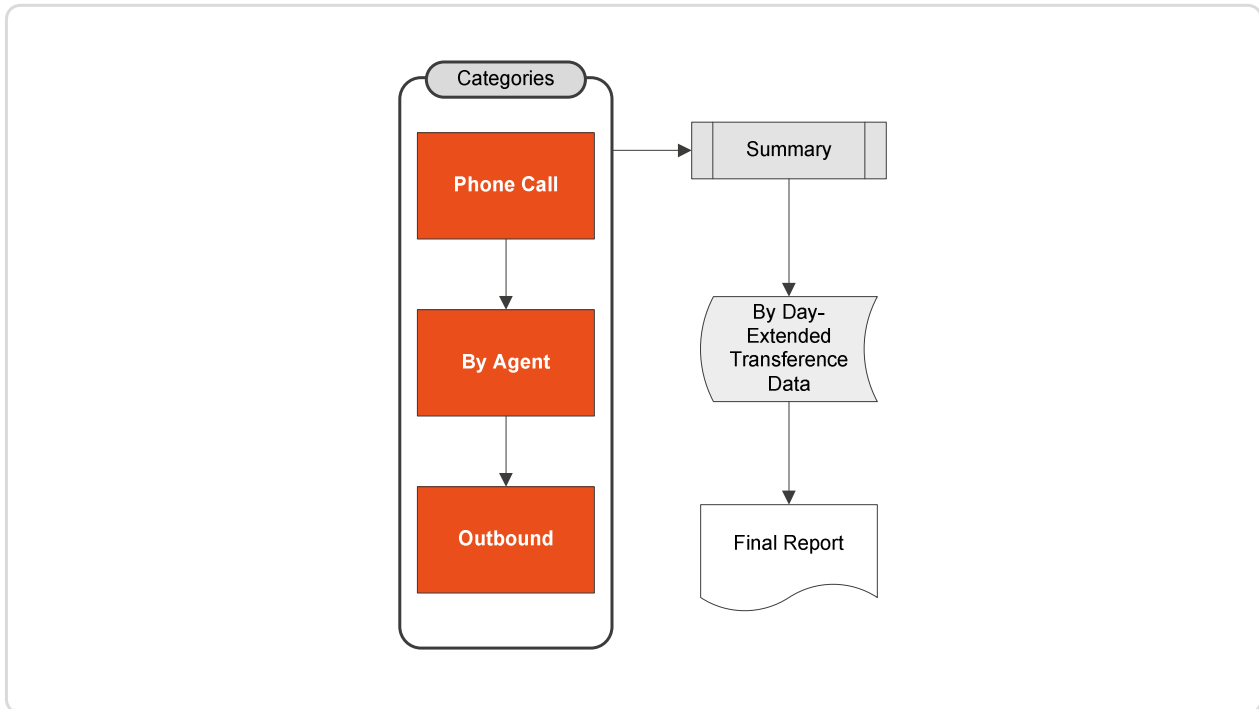 Categories
Phone Call
By Agent
Outbound
Summary
By Day-
Extended
Transference
Data
Final Report